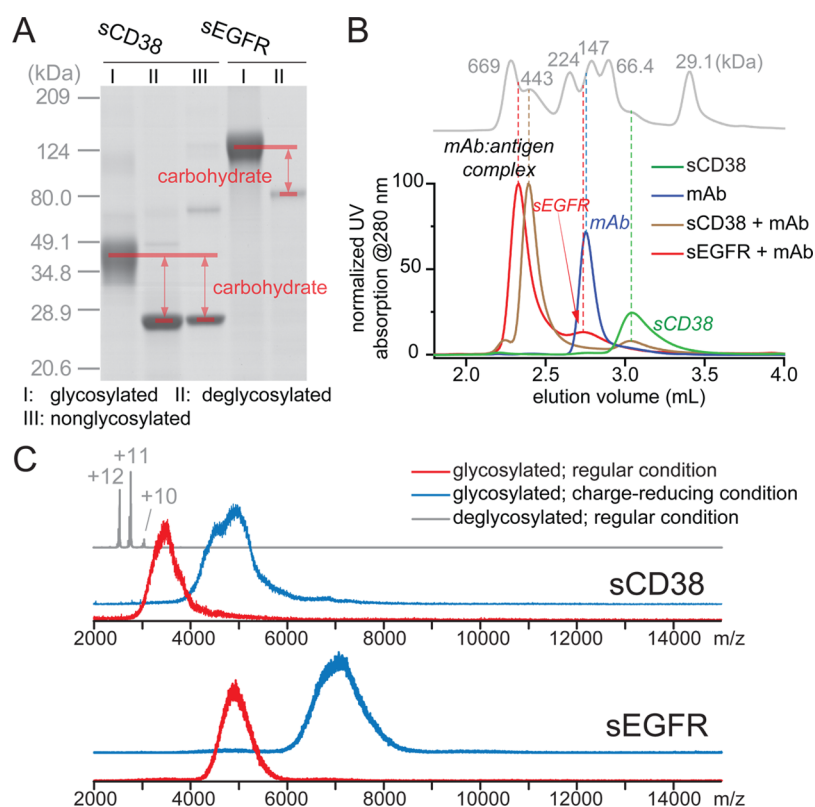 A
sCD38
sEGFR
(kDa)
I II III I II
209
124
80.0
49.1
34.8
28.9
20.6
carbohydrate
carbohydrate
I: glycosylated II: deglycosylated
III: nonglycosylated
B
669
443
224
147
66.4
29.1(kDa)
mAb:antigen
complex
sEGFR
mAb
sCD38
sCD38
mAb
sCD38 + mAb
sEGFR + mAb
normalized UV
absorption @280 nm
100
50
0
2.0 2.5 3.0 3.5 4.0
elution volume (mL)
C
+12
+11
+10
glycosylated; regular condition
glycosylated; charge-reducing condition
deglycosylated; regular condition
sCD38
2000 4000 6000 8000 10000 12000 14000 m/z
sEGFR
2000 4000 6000 8000 10000 12000 14000 m/z